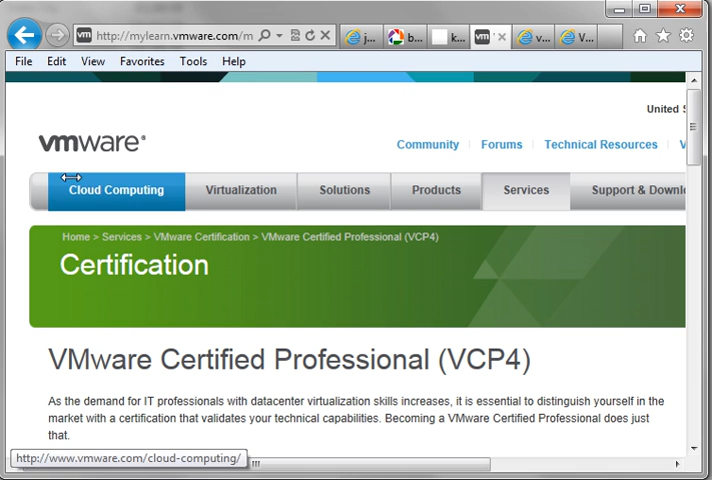 vm http://mylearn.vmware.com/m
j... b... k... vm v... V...
File Edit View Favorites Tools Help
United S
vmware®
Community Forums Technical Resources V
Cloud Computing Virtualization Solutions Products Services Support & Downl
Home > Services > VMware Certification > VMware Certified Professional (VCP4)
Certification
VMware Certified Professional (VCP4)
As the demand for IT professionals with datacenter virtualization skills increases, it is essential to distinguish yourself in the
market with a certification that validates your technical capabilities. Becoming a VMware Certified Professional does just
that.
http://www.vmware.com/cloud-computing/